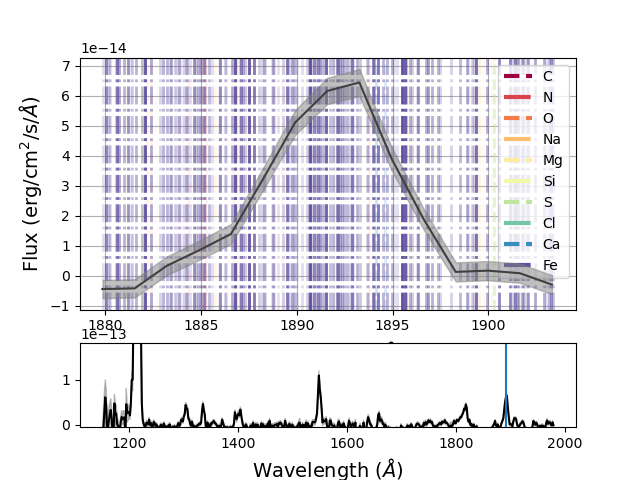 1e−14
Flux (erg/cm²/s/Å)
7
6
5
4
3
2
1
0
−1
1880
1885
1890
1895
1900
C
N
O
Na
Mg
Si
S
Cl
Ca
Fe
1e−13
1
0
1200
1400
1600
1800
2000
Wavelength (Å)